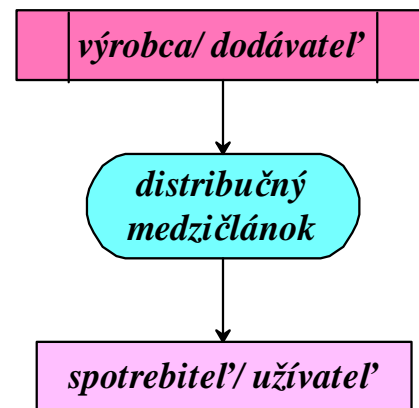 výrobca/ dodávateľ
distribučný
medzičlánok
spotrebiteľ/ užívateľ